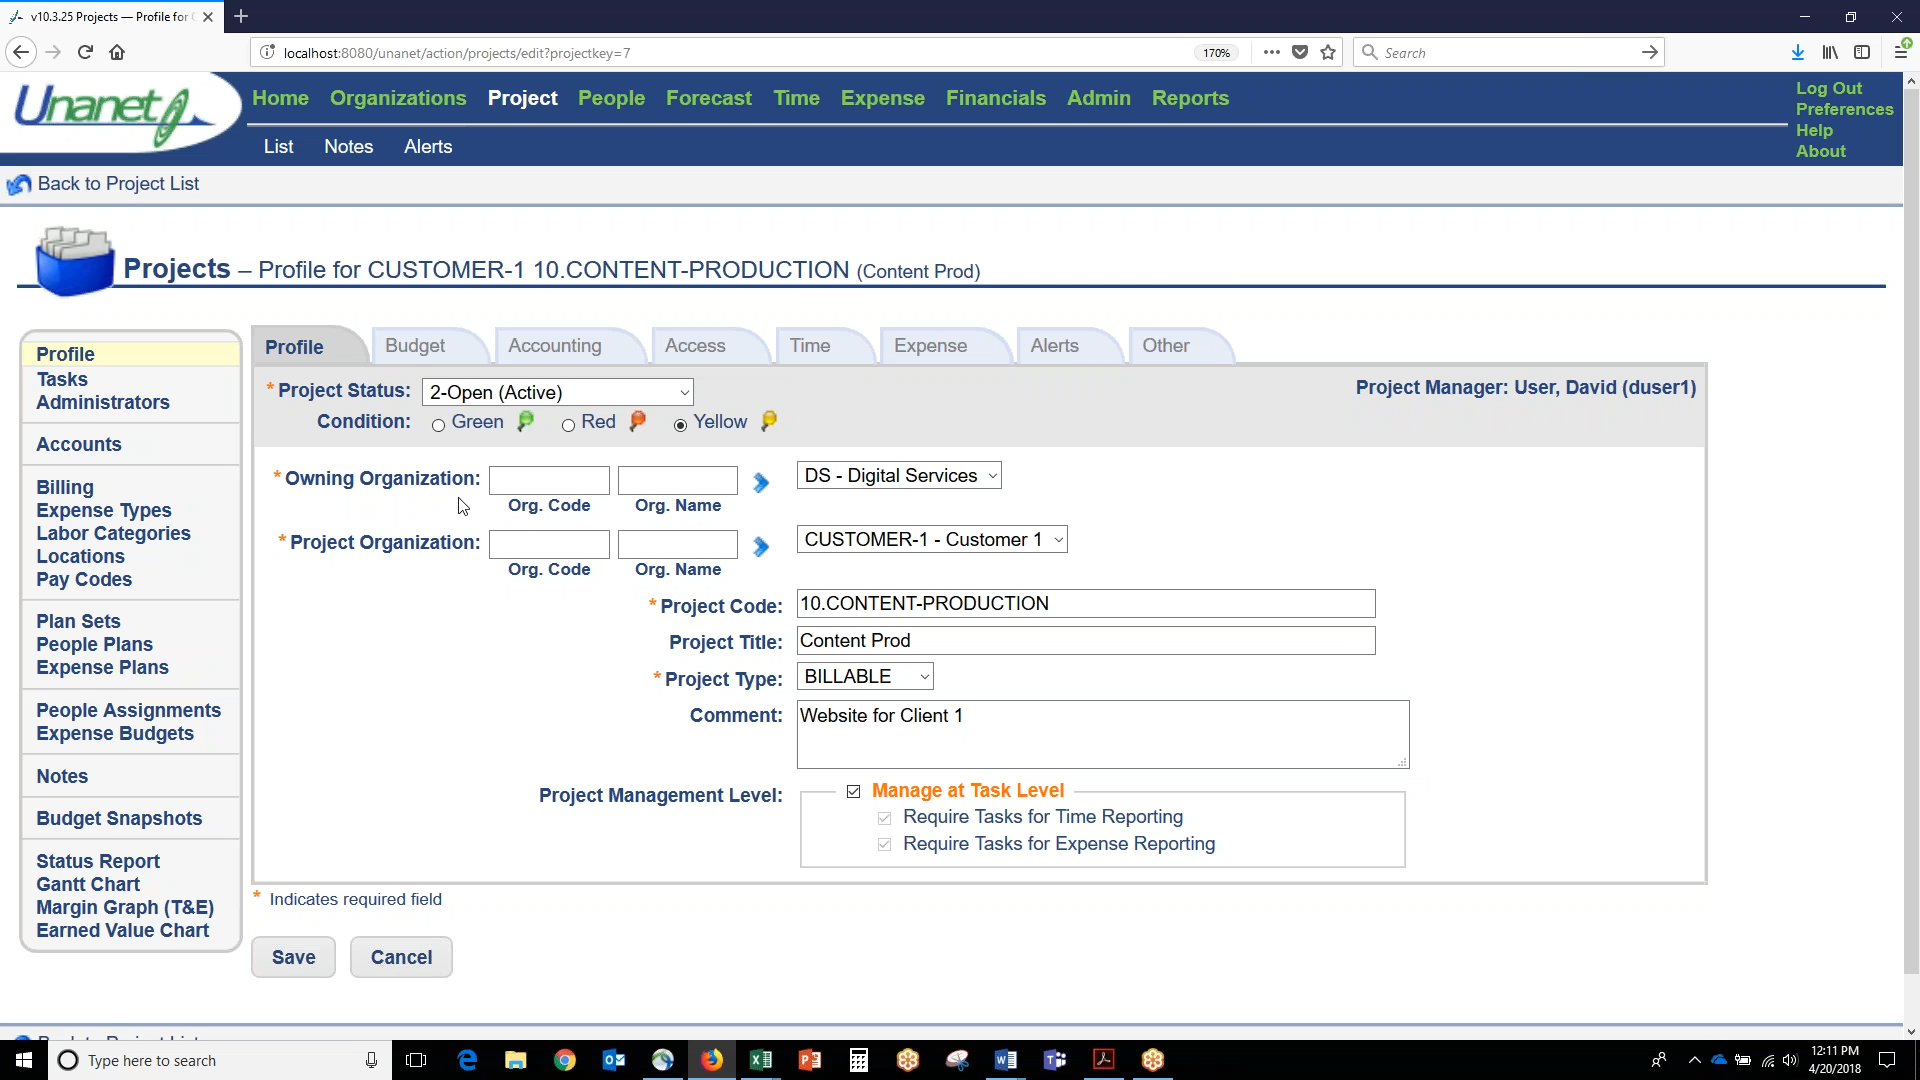 v10.3.25 Projects — Profile for
localhost:8080/unanet/action/projects/edit?projectkey=7
170%
Search
Unanet
Home Organizations Project People Forecast Time Expense Financials Admin Reports
Log Out
Preferences
Help
About
List Notes Alerts
Back to Project List
Projects – Profile for CUSTOMER-1 10.CONTENT-PRODUCTION (Content Prod)
Profile
Tasks
Administrators
Accounts
Billing
Expense Types
Labor Categories
Locations
Pay Codes
Plan Sets
People Plans
Expense Plans
People Assignments
Expense Budgets
Notes
Budget Snapshots
Status Report
Gantt Chart
Margin Graph (T&E)
Earned Value Chart
Profile Budget Accounting Access Time Expense Alerts Other
* Project Status: 2-Open (Active)
Project Manager: User, David (duser1)
Condition: Green Red Yellow
* Owning Organization: DS - Digital Services
Org. Code Org. Name
* Project Organization: CUSTOMER-1 - Customer 1
Org. Code Org. Name
* Project Code: 10.CONTENT-PRODUCTION
Project Title: Content Prod
* Project Type: BILLABLE
Comment: Website for Client 1
Project Management Level: Manage at Task Level
Require Tasks for Time Reporting
Require Tasks for Expense Reporting
* Indicates required field
Save Cancel
Type here to search
12:11 PM
4/20/2018